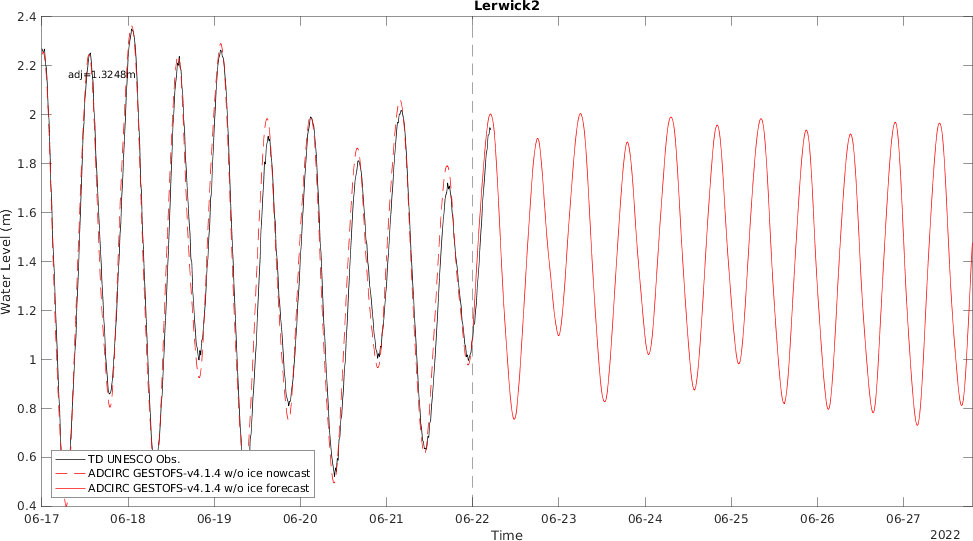 Lerwick2
2.4
2.2
2
1.8
1.6
1.4
1.2
1
0.8
0.6
0.4
Water Level (m)
adj=1.3248m
TD UNESCO Obs.
ADCIRC GESTOFS-v4.1.4 w/o ice nowcast
ADCIRC GESTOFS-v4.1.4 w/o ice forecast
06-17 06-18 06-19 06-20 06-21 06-22 06-23 06-24 06-25 06-26 06-27
Time
2022